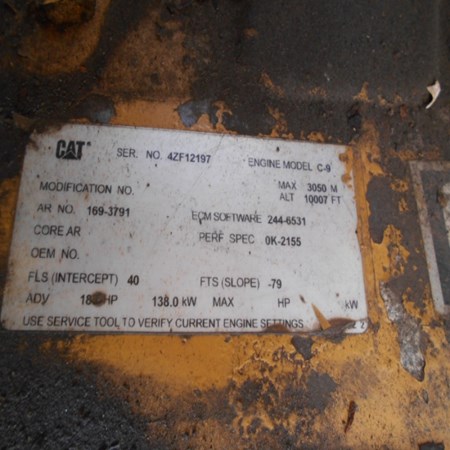 CAT SER. NO. 4ZF12197 ENGINE MODEL C-9
MODIFICATION NO. MAX 3050 M
ALT 10007 FT
AR NO. 169-3791 ECM SOFTWARE 244-6531
CORE AR PERF SPEC 0K-2155
OEM NO.
FLS (INTERCEPT) 40 FTS (SLOPE) -79
ADV HP 138.0 kW MAX HP kW
USE SERVICE TOOL TO VERIFY CURRENT ENGINE SETTINGS